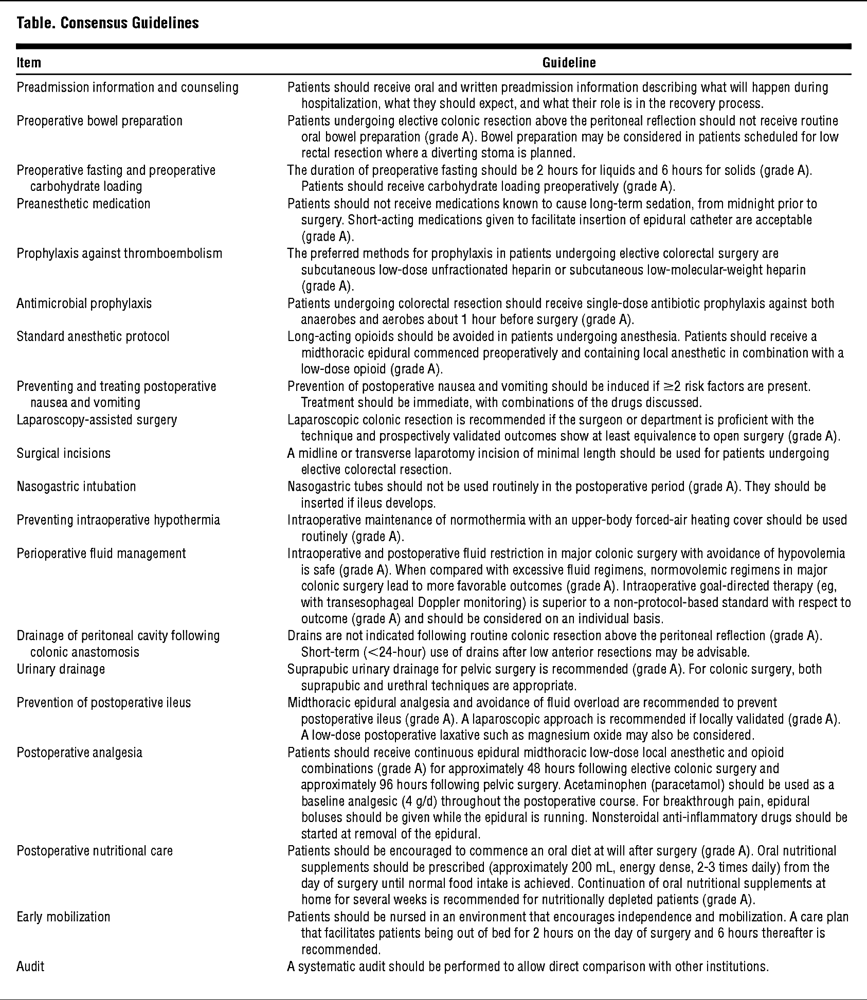 Table. Consensus Guidelines
Item Guideline
Preadmission information and counseling Patients should receive oral and written preadmission information describing what will happen during
hospitalization, what they should expect, and what their role is in the recovery process.
Preoperative bowel preparation Patients undergoing elective colonic resection above the peritoneal reflection should not receive routine
oral bowel preparation (grade A). Bowel preparation may be considered in patients scheduled for low
rectal resection where a diverting stoma is planned.
Preoperative fasting and preoperative The duration of preoperative fasting should be 2 hours for liquids and 6 hours for solids (grade A).
carbohydrate loading Patients should receive carbohydrate loading preoperatively (grade A).
Preanesthetic medication Patients should not receive medications known to cause long-term sedation, from midnight prior to
surgery. Short-acting medications given to facilitate insertion of epidural catheter are acceptable
(grade A).
Prophylaxis against thromboembolism The preferred methods for prophylaxis in patients undergoing elective colorectal surgery are
subcutaneous low-dose unfractionated heparin or subcutaneous low-molecular-weight heparin
(grade A).
Antimicrobial prophylaxis Patients undergoing colorectal resection should receive single-dose antibiotic prophylaxis against both
anaerobes and aerobes about 1 hour before surgery (grade A).
Standard anesthetic protocol Long-acting opioids should be avoided in patients undergoing anesthesia. Patients should receive a
midthoracic epidural commenced preoperatively and containing local anesthetic in combination with a
low-dose opioid (grade A).
Preventing and treating postoperative Prevention of postoperative nausea and vomiting should be induced if ≥2 risk factors are present.
nausea and vomiting Treatment should be immediate, with combinations of the drugs discussed.
Laparoscopy-assisted surgery Laparoscopic colonic resection is recommended if the surgeon or department is proficient with the
technique and prospectively validated outcomes show at least equivalence to open surgery (grade A).
Surgical incisions A midline or transverse laparotomy incision of minimal length should be used for patients undergoing
elective colorectal resection.
Nasogastric intubation Nasogastric tubes should not be used routinely in the postoperative period (grade A). They should be
inserted if ileus develops.
Preventing intraoperative hypothermia Intraoperative maintenance of normothermia with an upper-body forced-air heating cover should be used
routinely (grade A).
Perioperative fluid management Intraoperative and postoperative fluid restriction in major colonic surgery with avoidance of hypovolemia
is safe (grade A). When compared with excessive fluid regimens, normovolemic regimens in major
colonic surgery lead to more favorable outcomes (grade A). Intraoperative goal-directed therapy (eg,
with transesophageal Doppler monitoring) is superior to a non-protocol-based standard with respect to
outcome (grade A) and should be considered on an individual basis.
Drainage of peritoneal cavity following Drains are not indicated following routine colonic resection above the peritoneal reflection (grade A).
colonic anastomosis Short-term (<24-hour) use of drains after low anterior resections may be advisable.
Urinary drainage Suprapubic urinary drainage for pelvic surgery is recommended (grade A). For colonic surgery, both
suprapubic and urethral techniques are appropriate.
Prevention of postoperative ileus Midthoracic epidural analgesia and avoidance of fluid overload are recommended to prevent
postoperative ileus (grade A). A laparoscopic approach is recommended if locally validated (grade A).
A low-dose postoperative laxative such as magnesium oxide may also be considered.
Postoperative analgesia Patients should receive continuous epidural midthoracic low-dose local anesthetic and opioid
combinations (grade A) for approximately 48 hours following elective colonic surgery and
approximately 96 hours following pelvic surgery. Acetaminophen (paracetamol) should be used as a
baseline analgesic (4 g/d) throughout the postoperative course. For breakthrough pain, epidural
boluses should be given while the epidural is running. Nonsteroidal anti-inflammatory drugs should be
started at removal of the epidural.
Postoperative nutritional care Patients should be encouraged to commence an oral diet at will after surgery (grade A). Oral nutritional
supplements should be prescribed (approximately 200 mL, energy dense, 2-3 times daily) from the
day of surgery until normal food intake is achieved. Continuation of oral nutritional supplements at
home for several weeks is recommended for nutritionally depleted patients (grade A).
Early mobilization Patients should be nursed in an environment that encourages independence and mobilization. A care plan
that facilitates patients being out of bed for 2 hours on the day of surgery and 6 hours thereafter is
recommended.
Audit A systematic audit should be performed to allow direct comparison with other institutions.